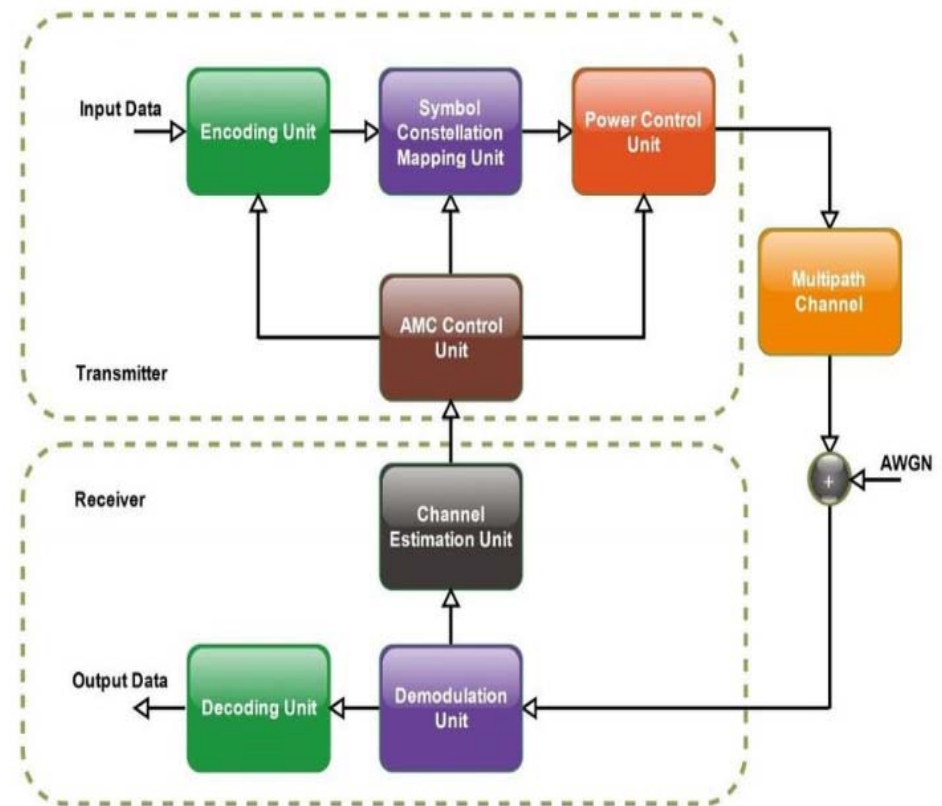 Input Data
Encoding Unit
Symbol
Constellation
Mapping Unit
Power Control
Unit
Multipath
Channel
AMC Control
Unit
Transmitter
AWGN
+
Receiver
Channel
Estimation Unit
Output Data
Decoding Unit
Demodulation
Unit